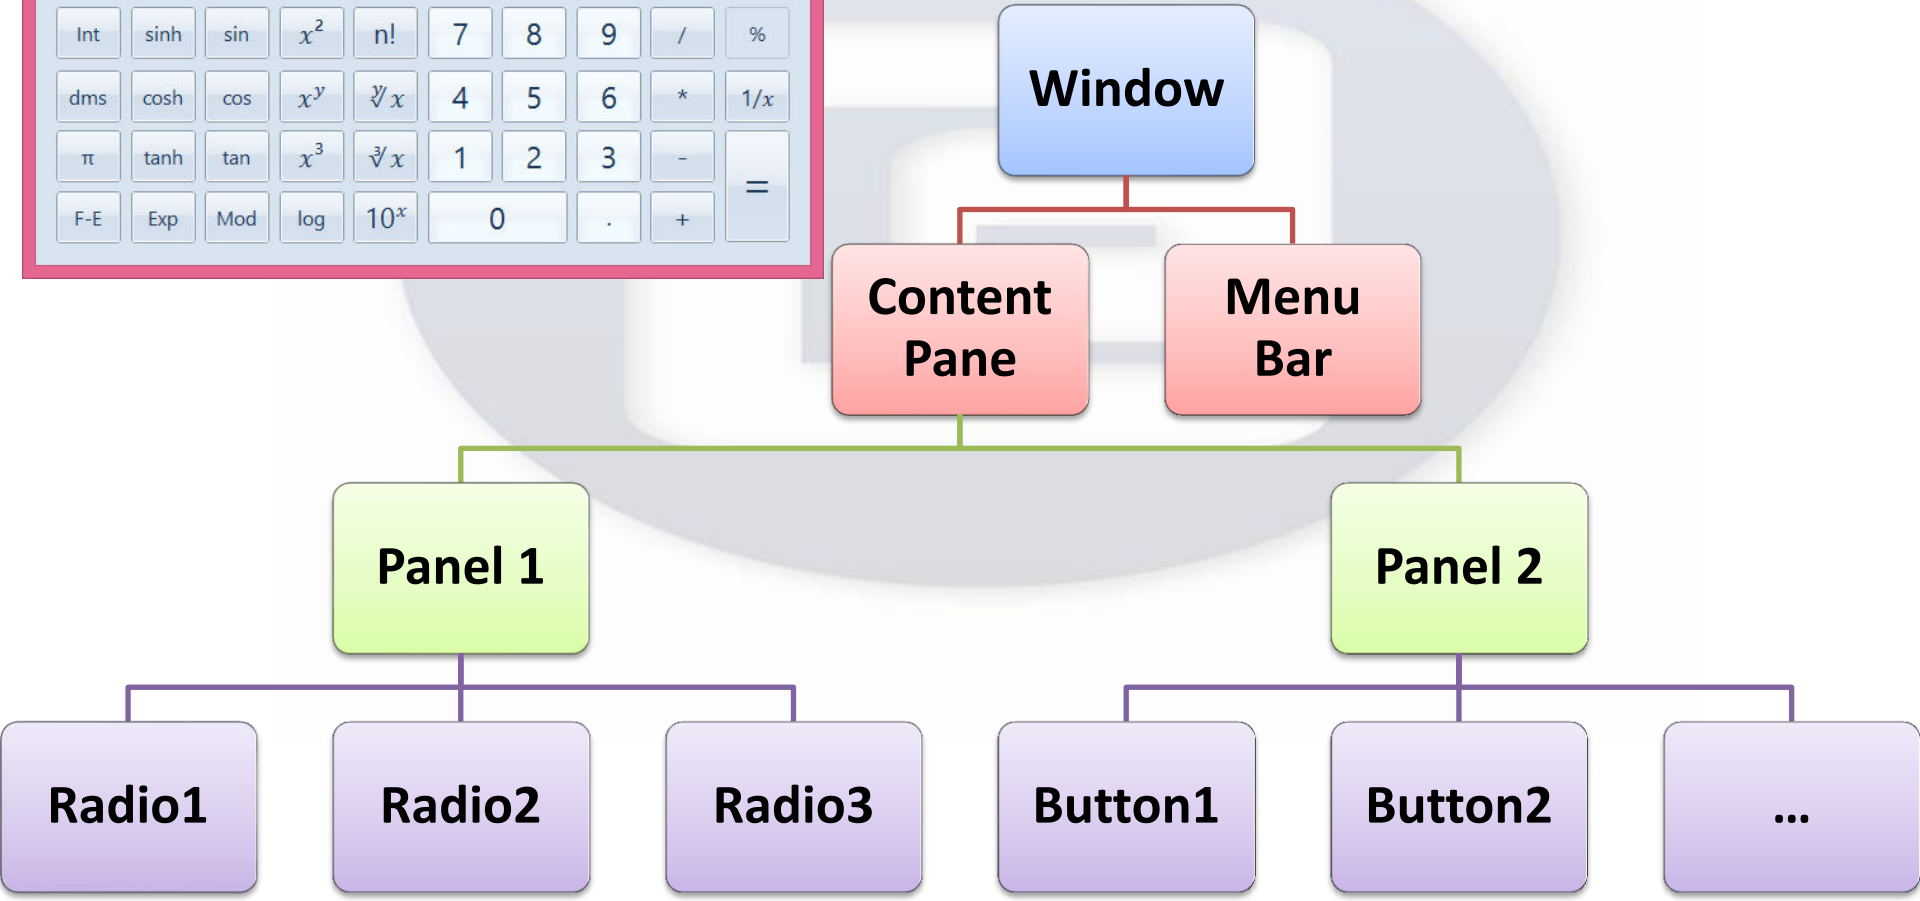 Int sinh sin x² n! 7 8 9 / %
dms cosh cos xʸ ʸ√x 4 5 6 * 1/x
π tanh tan x³ ³√x 1 2 3 - =
F-E Exp Mod log 10ˣ 0 . +
Window
Content
Pane
Menu
Bar
Panel 1
Panel 2
Radio1
Radio2
Radio3
Button1
Button2
...